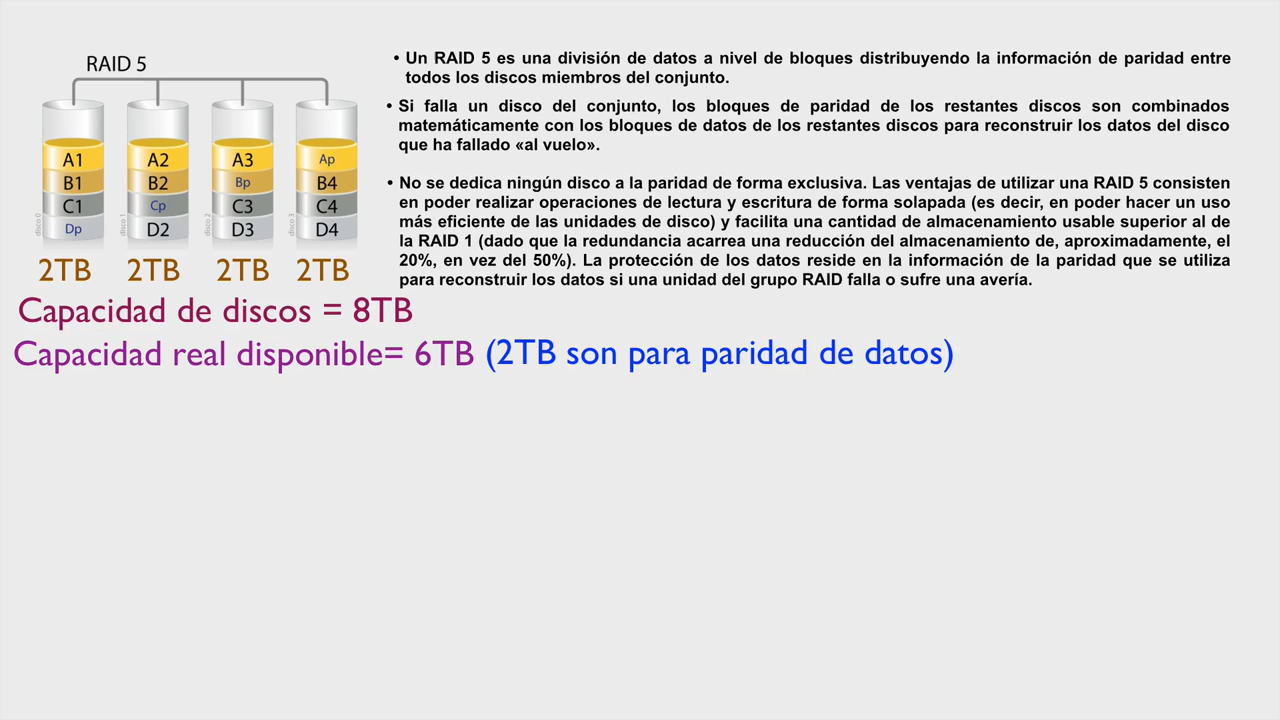 RAID 5
A1 A2 A3 Ap
B1 B2 Bp B4
C1 Cp C3 C4
Dp D2 D3 D4
disco 0 disco 1 disco 2 disco 3
2TB 2TB 2TB 2TB
• Un RAID 5 es una división de datos a nivel de bloques distribuyendo la información de paridad entre
todos los discos miembros del conjunto.
• Si falla un disco del conjunto, los bloques de paridad de los restantes discos son combinados
matemáticamente con los bloques de datos de los restantes discos para reconstruir los datos del disco
que ha fallado «al vuelo».
• No se dedica ningún disco a la paridad de forma exclusiva. Las ventajas de utilizar una RAID 5 consisten
en poder realizar operaciones de lectura y escritura de forma solapada (es decir, en poder hacer un uso
más eficiente de las unidades de disco) y facilita una cantidad de almacenamiento usable superior al de
la RAID 1 (dado que la redundancia acarrea una reducción del almacenamiento de, aproximadamente, el
20%, en vez del 50%). La protección de los datos reside en la información de la paridad que se utiliza
para reconstruir los datos si una unidad del grupo RAID falla o sufre una avería.
Capacidad de discos = 8TB
Capacidad real disponible= 6TB (2TB son para paridad de datos)